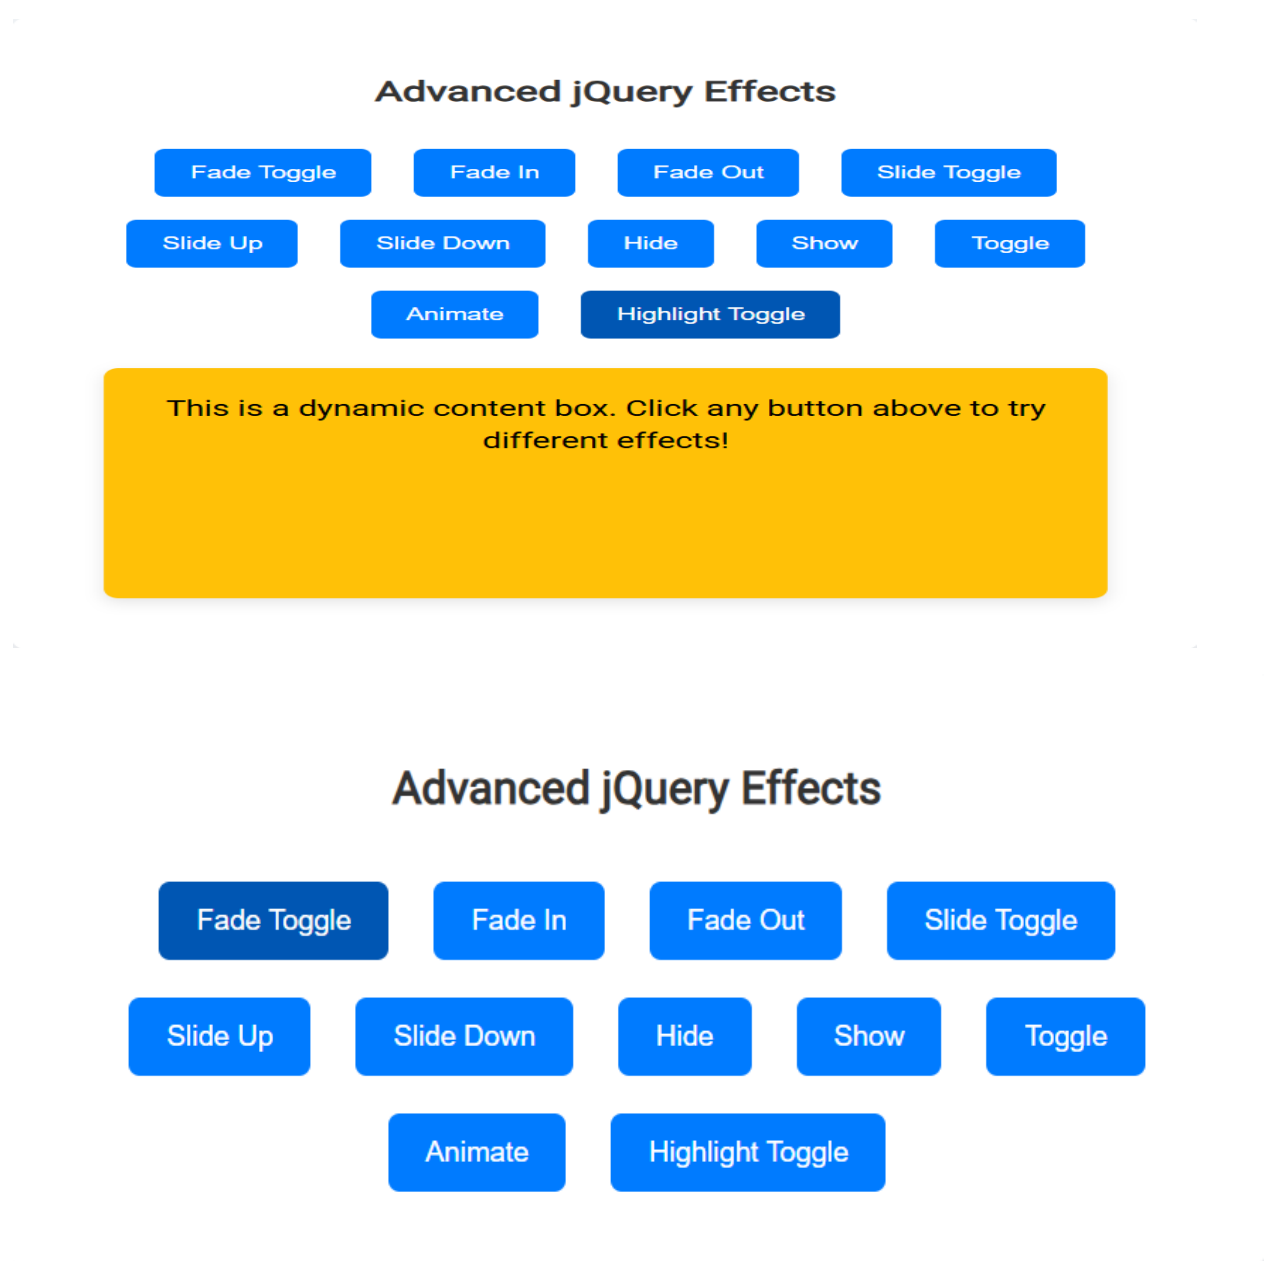 Advanced jQuery Effects
Fade Toggle Fade In Fade Out Slide Toggle
Slide Up Slide Down Hide Show Toggle
Animate Highlight Toggle
This is a dynamic content box. Click any button above to try
different effects!
Advanced jQuery Effects
Fade Toggle Fade In Fade Out Slide Toggle
Slide Up Slide Down Hide Show Toggle
Animate Highlight Toggle